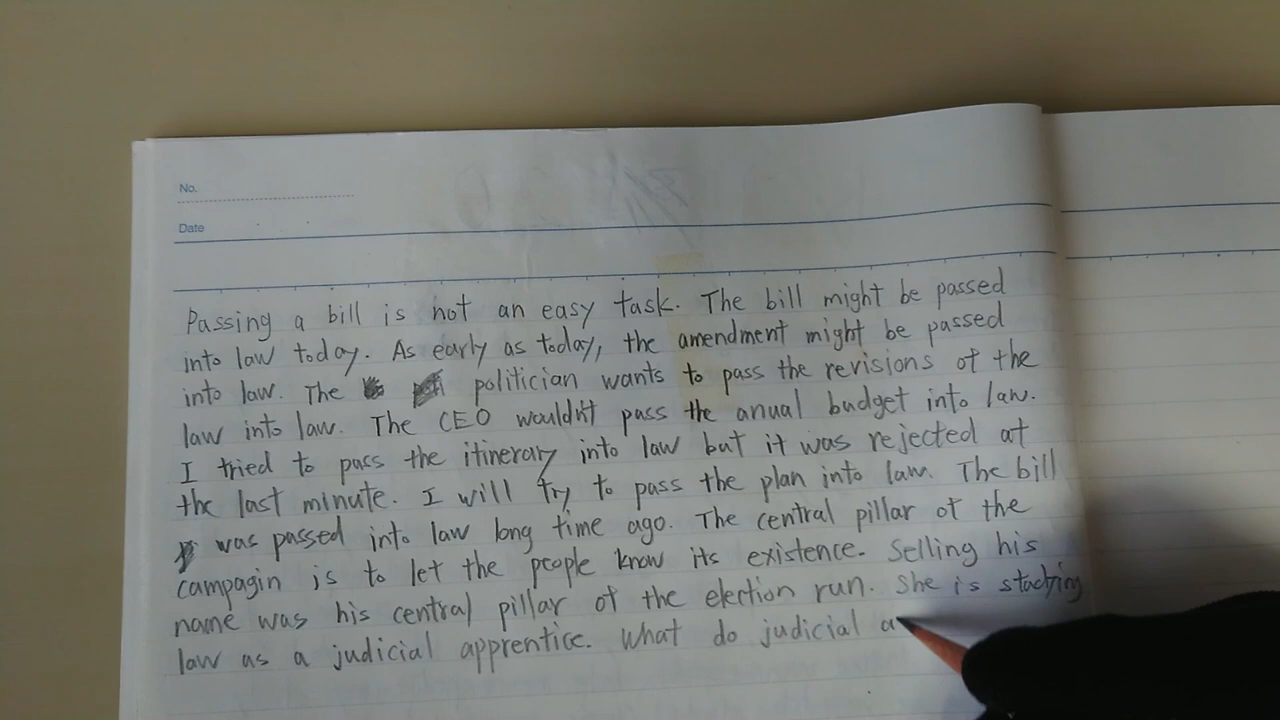 No.
Date
Passing a bill is not an easy task. The bill might be passed
into law today. As early as today, the amendment might be passed
into law. The politician wants to pass the revisions of the
law into law. The CEO wouldn't pass the anual budget into law.
I tried to pass the itinerary into law but it was rejected at
the last minute. I will try to pass the plan into law. The bill
was passed into law long time ago. The central pillar of the
campagin is to let the people know its existence. Selling his
name was his central pillar of the election run. She is studying
law as a judicial apprentice. What do judicial a